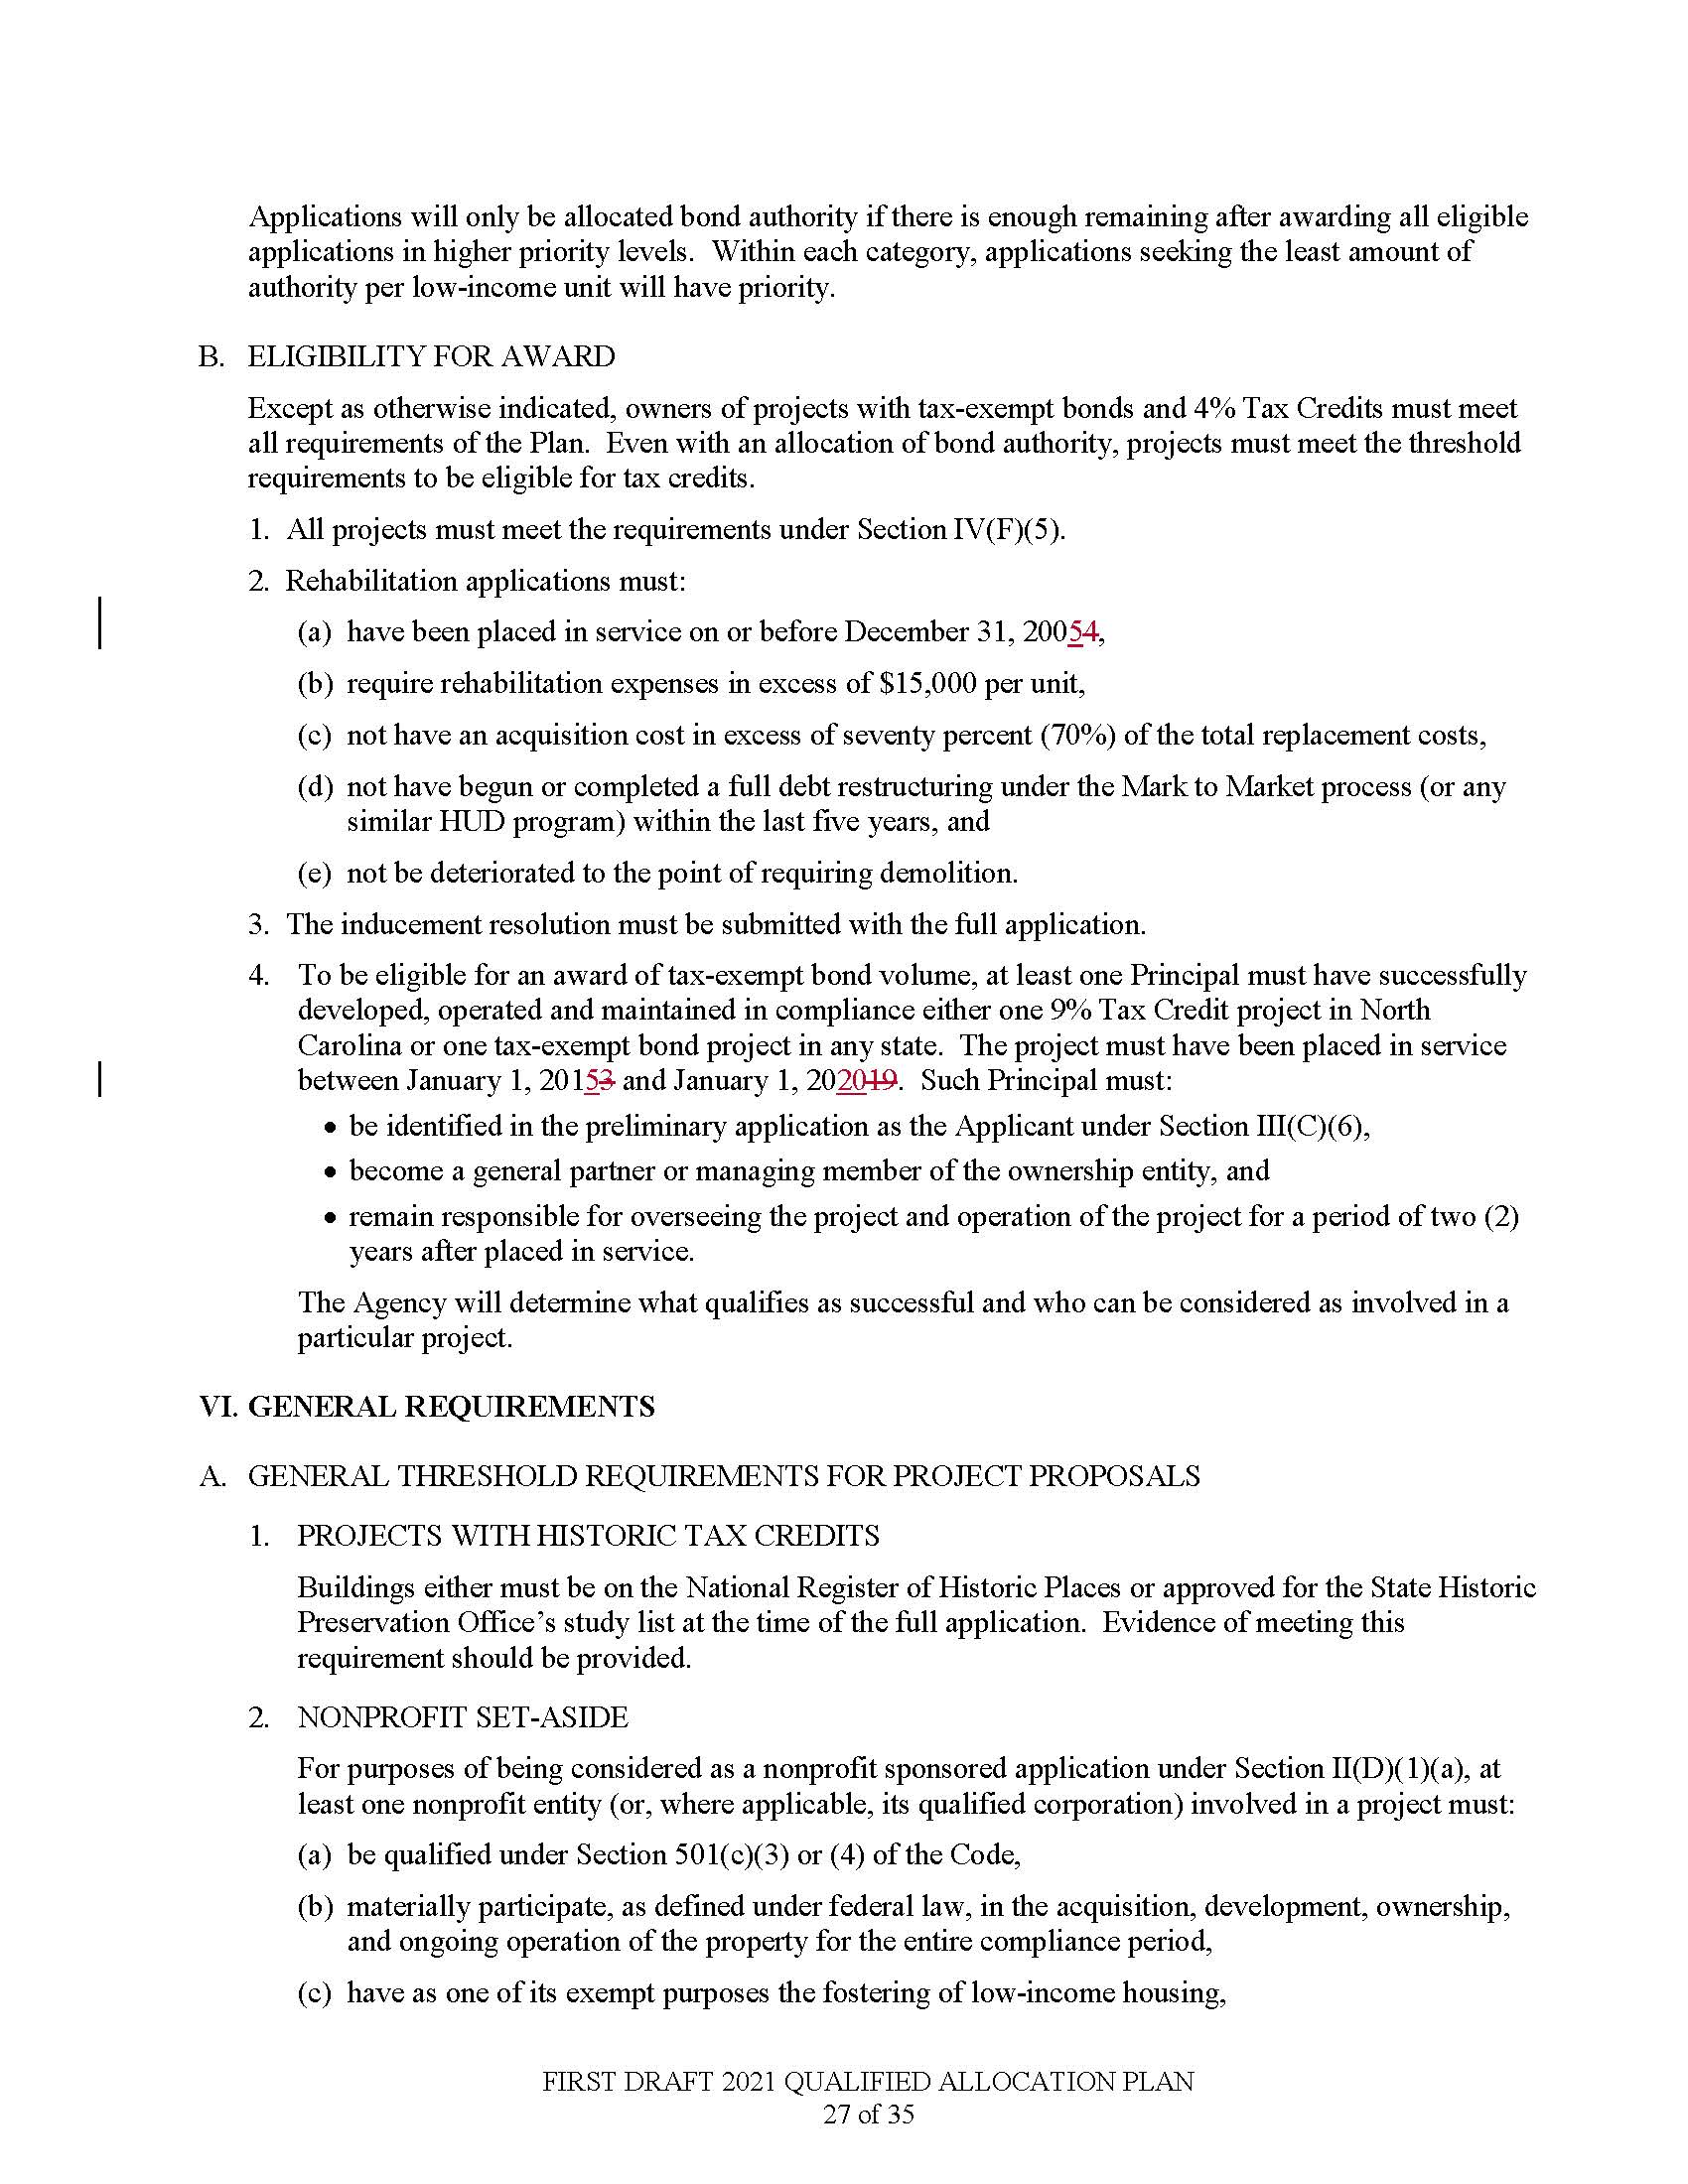 Applications will only be allocated bond authority if there is enough remaining after awarding all eligible
applications in higher priority levels.  Within each category, applications seeking the least amount of
authority per low-income unit will have priority.
B. ELIGIBILITY FOR AWARD
Except as otherwise indicated, owners of projects with tax-exempt bonds and 4% Tax Credits must meet
all requirements of the Plan.  Even with an allocation of bond authority, projects must meet the threshold
requirements to be eligible for tax credits.
1. All projects must meet the requirements under Section IV(F)(5).
2. Rehabilitation applications must:
(a) have been placed in service on or before December 31, 20054,
(b) require rehabilitation expenses in excess of $15,000 per unit,
(c) not have an acquisition cost in excess of seventy percent (70%) of the total replacement costs,
(d) not have begun or completed a full debt restructuring under the Mark to Market process (or any
similar HUD program) within the last five years, and
(e) not be deteriorated to the point of requiring demolition.
3. The inducement resolution must be submitted with the full application.
4. To be eligible for an award of tax-exempt bond volume, at least one Principal must have successfully
developed, operated and maintained in compliance either one 9% Tax Credit project in North
Carolina or one tax-exempt bond project in any state.  The project must have been placed in service
between January 1, 20153 and January 1, 202019.  Such Principal must:
• be identified in the preliminary application as the Applicant under Section III(C)(6),
• become a general partner or managing member of the ownership entity, and
• remain responsible for overseeing the project and operation of the project for a period of two (2)
years after placed in service.
The Agency will determine what qualifies as successful and who can be considered as involved in a
particular project.
VI. GENERAL REQUIREMENTS
A. GENERAL THRESHOLD REQUIREMENTS FOR PROJECT PROPOSALS
1. PROJECTS WITH HISTORIC TAX CREDITS
Buildings either must be on the National Register of Historic Places or approved for the State Historic
Preservation Office’s study list at the time of the full application.  Evidence of meeting this
requirement should be provided.
2. NONPROFIT SET-ASIDE
For purposes of being considered as a nonprofit sponsored application under Section II(D)(1)(a), at
least one nonprofit entity (or, where applicable, its qualified corporation) involved in a project must:
(a) be qualified under Section 501(c)(3) or (4) of the Code,
(b) materially participate, as defined under federal law, in the acquisition, development, ownership,
and ongoing operation of the property for the entire compliance period,
(c) have as one of its exempt purposes the fostering of low-income housing,
FIRST DRAFT 2021 QUALIFIED ALLOCATION PLAN
27 of 35